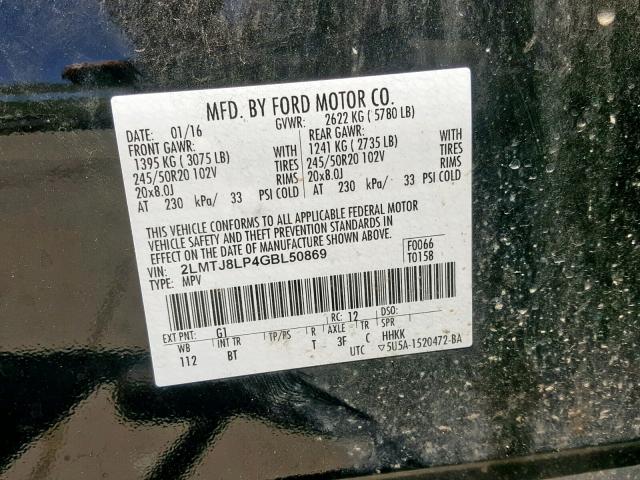 MFD. BY FORD MOTOR CO.
DATE: 01/16 GVWR: 2622 KG ( 5780 LB)
FRONT GAWR: REAR GAWR:
1395 KG ( 3075 LB) WITH 1241 KG ( 2735 LB) WITH
245/50R20 102V TIRES 245/50R20 102V TIRES
20x8.0J RIMS 20x8.0J RIMS
AT 230 kPa/ 33 PSI COLD AT 230 kPa/ 33 PSI COLD
THIS VEHICLE CONFORMS TO ALL APPLICABLE FEDERAL MOTOR
VEHICLE SAFETY AND THEFT PREVENTION STANDARDS IN
EFFECT ON THE DATE OF MANUFACTURE SHOWN ABOVE.
VIN: 2LMTJ8LP4GBL50869 F0066
TYPE: MPV T0158
EXT PNT: G1 RC: 12 DSO:
WB INT TR TP/PS R AXLE TR SPR
112 BT T 3F C HHKK
UTC ▽5U5A-1520472-BA